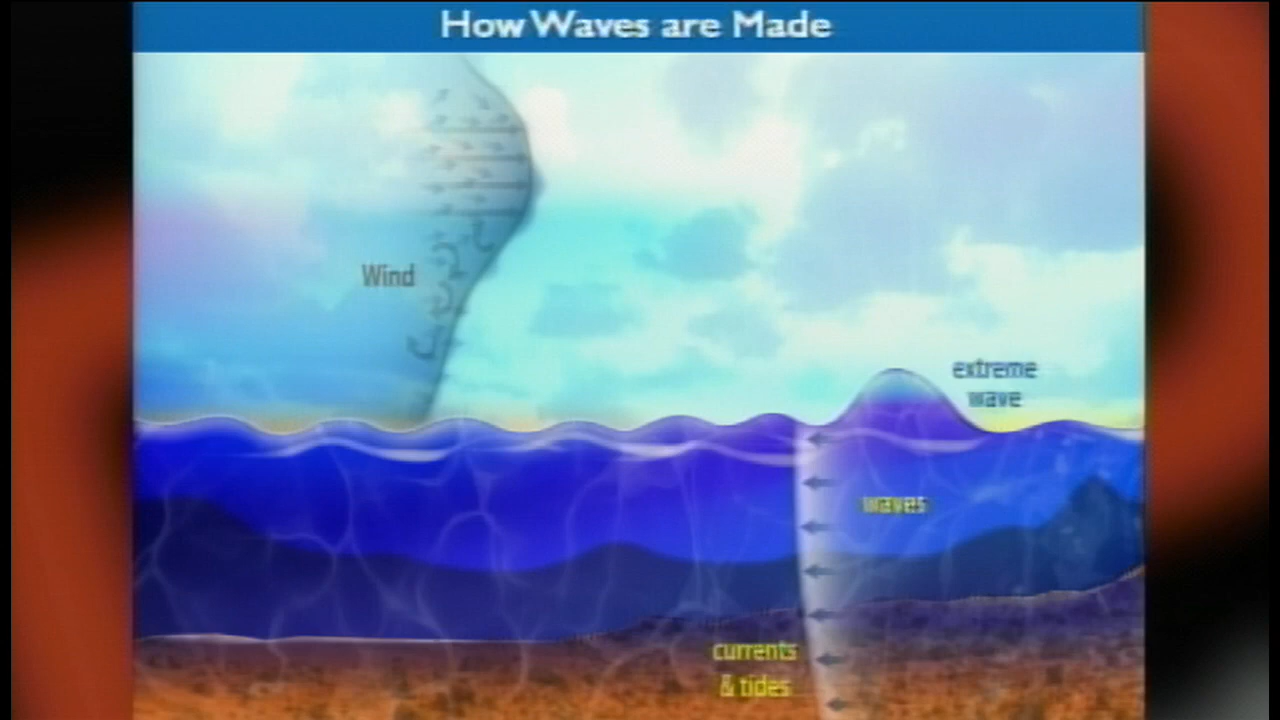 How Waves are Made
Wind
extreme
wave
waves
currents
& tides